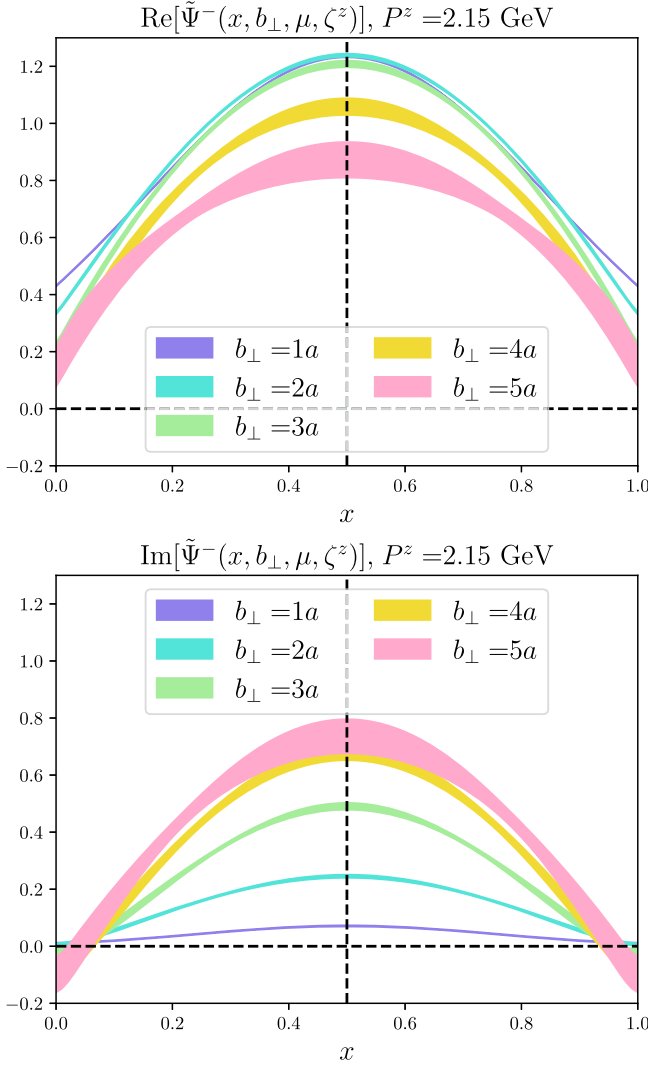 Re[Ψ̃⁻(x, b⊥, μ, ζᶻ)], Pᶻ =2.15 GeV
1.2
1.0
0.8
0.6
0.4
0.2
0.0
−0.2
b⊥ =1a
b⊥ =2a
b⊥ =3a
b⊥ =4a
b⊥ =5a
0.0 0.2 0.4 0.6 0.8 1.0
x
Im[Ψ̃⁻(x, b⊥, μ, ζᶻ)], Pᶻ =2.15 GeV
1.2
1.0
0.8
0.6
0.4
0.2
0.0
−0.2
b⊥ =1a
b⊥ =2a
b⊥ =3a
b⊥ =4a
b⊥ =5a
0.0 0.2 0.4 0.6 0.8 1.0
x